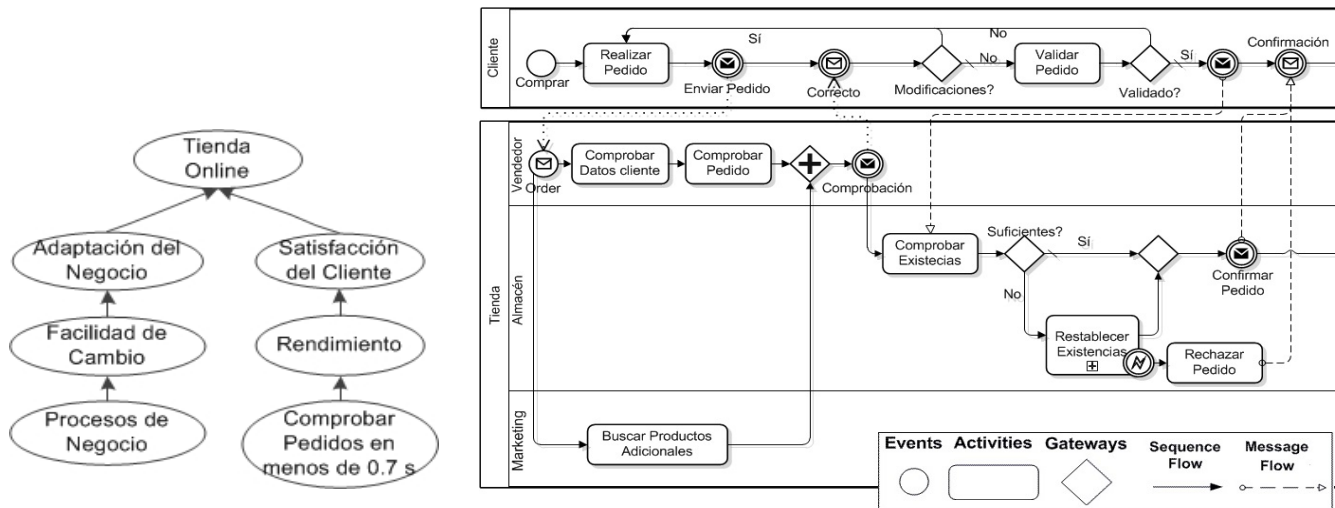 Tienda
Online
Adaptación del
Negocio
Satisfacción
del Cliente
Facilidad de
Cambio
Rendimiento
Procesos de
Negocio
Comprobar
Pedidos en
menos de 0.7 s
Cliente
Comprar
Realizar
Pedido
Sí
Enviar Pedido
Correcto
No
Modificaciones?
No
Validar
Pedido
Validado?
Sí
Confirmación
Tienda
Vendedor
Order
Comprobar
Datos cliente
Comprobar
Pedido
Comprobación
Almacén
Comprobar
Existecias
Suficientes?
Sí
No
Confirmar
Pedido
Restablecer
Existencias
Rechazar
Pedido
Marketing
Buscar Productos
Adicionales
Events
Activities
Gateways
Sequence
Flow
Message
Flow